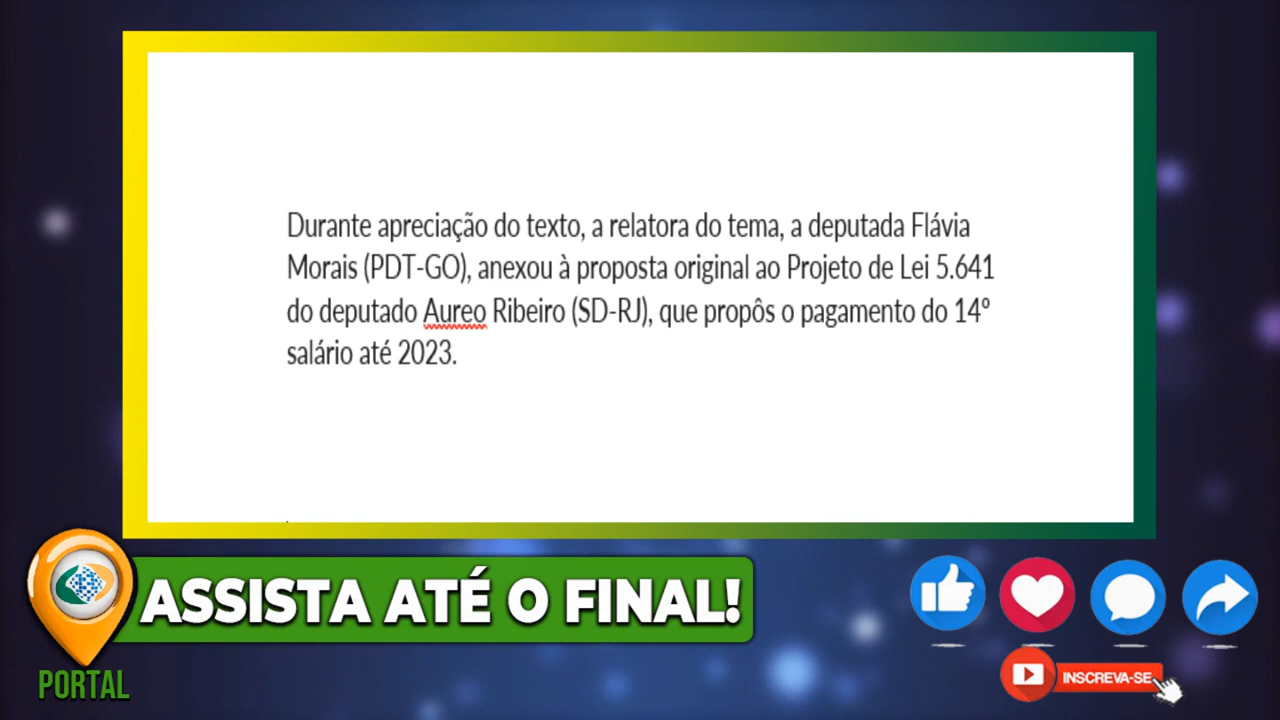 Durante apreciação do texto, a relatora do tema, a deputada Flávia
Morais (PDT-GO), anexou à proposta original ao Projeto de Lei 5.641
do deputado Aureo Ribeiro (SD-RJ), que propôs o pagamento do 14º
salário até 2023.
ASSISTA ATÉ O FINAL!
PORTAL
INSCREVA-SE